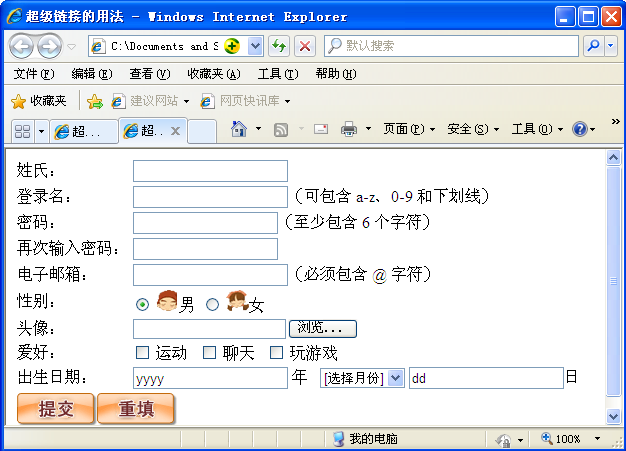 超级链接的用法 - Windows Internet Explorer
C:\Documents and S 默认搜索
文件(F) 编辑(E) 查看(V) 收藏夹(A) 工具(T) 帮助(H)
收藏夹 建议网站 网页快讯库
超... 超... 页面(P) 安全(S) 工具(O) »
姓氏：
登录名： （可包含 a-z、0-9 和下划线）
密码： （至少包含 6 个字符）
再次输入密码：
电子邮箱： （必须包含 @ 字符）
性别： 男 女
头像： 浏览...
爱好： 运动 聊天 玩游戏
出生日期： yyyy 年 [选择月份] dd 日
提交 重填
我的电脑 100%